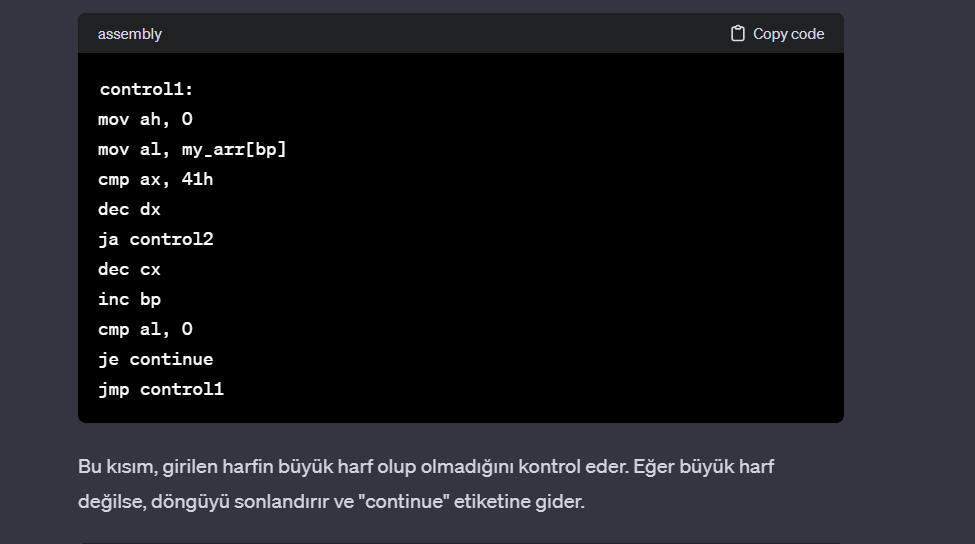 assembly Copy code
control1:
mov ah, 0
mov al, my_arr[bp]
cmp ax, 41h
dec dx
ja control2
dec cx
inc bp
cmp al, 0
je continue
jmp control1
Bu kısım, girilen harfin büyük harf olup olmadığını kontrol eder. Eğer büyük harf
değilse, döngüyü sonlandırır ve "continue" etiketine gider.